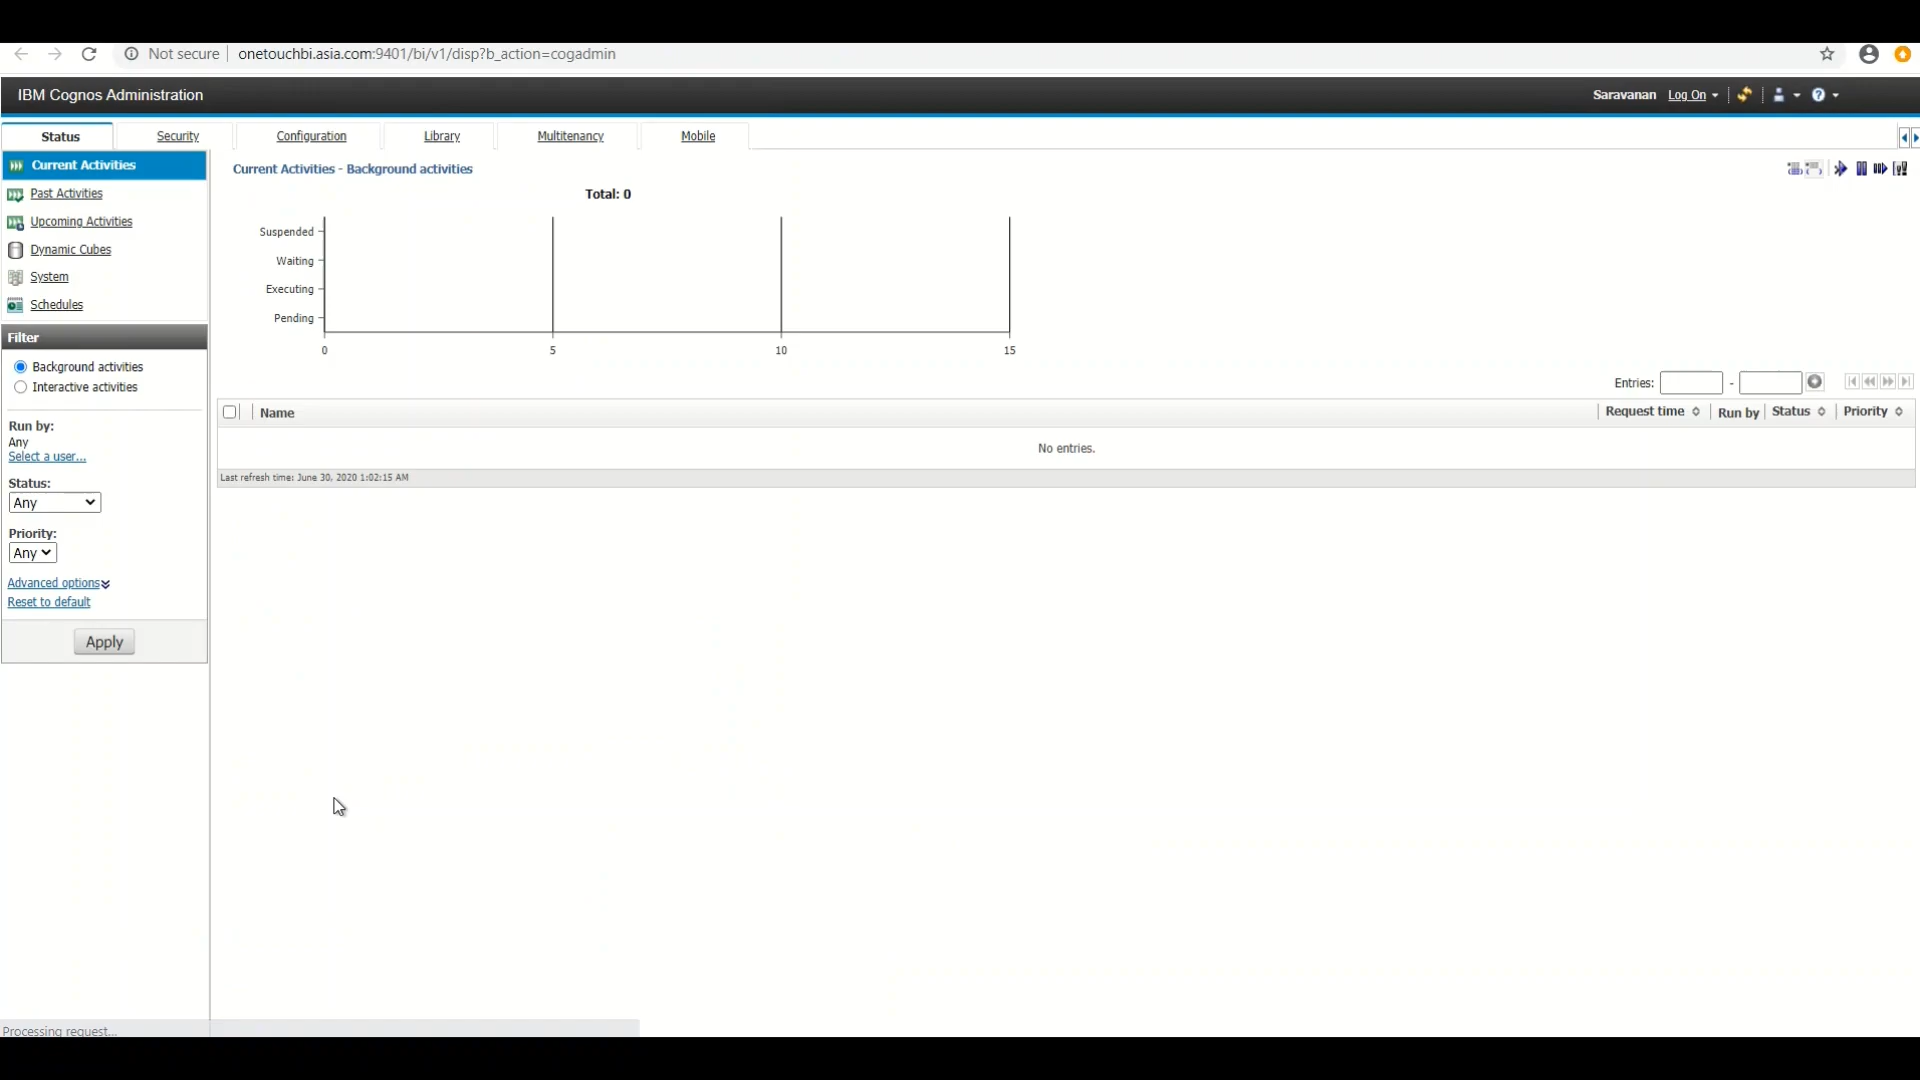 Not secure | onetouchbi.asia.com:9401/bi/v1/disp?b_action=cogadmin
IBM Cognos Administration
Saravanan Log On
Status Security Configuration Library Multitenancy Mobile
Current Activities
Past Activities
Upcoming Activities
Dynamic Cubes
System
Schedules
Filter
Background activities
Interactive activities
Run by:
Any
Select a user...
Status:
Any
Priority:
Any
Advanced options
Reset to default
Apply
Current Activities - Background activities
Total: 0
Suspended
Waiting
Executing
Pending
0 5 10 15
Entries: -
Name Request time Run by Status Priority
No entries.
Last refresh time: June 30, 2020 1:02:15 AM
Processing request...